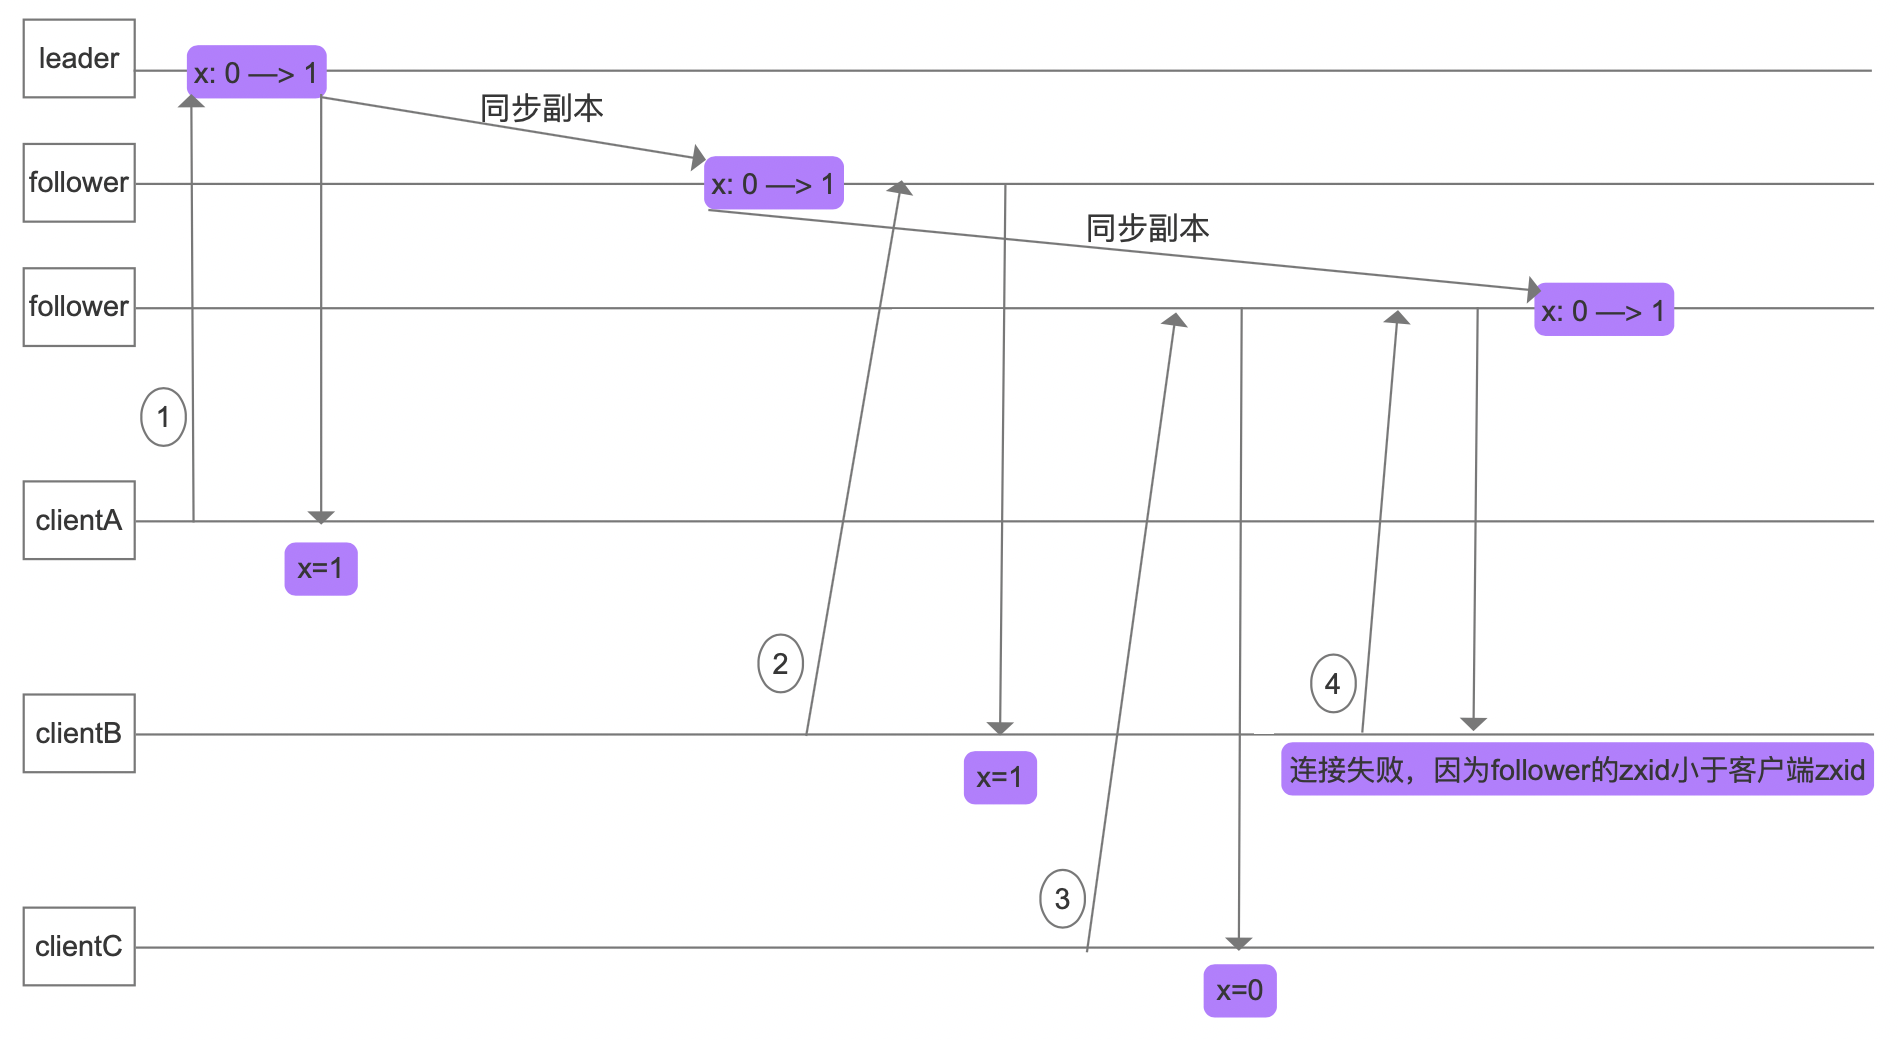 leader
x: 0 —> 1
同步副本
follower
x: 0 —> 1
同步副本
follower
x: 0 —> 1
1
clientA
x=1
2
4
clientB
x=1
连接失败，因为follower的zxid小于客户端zxid
3
clientC
x=0